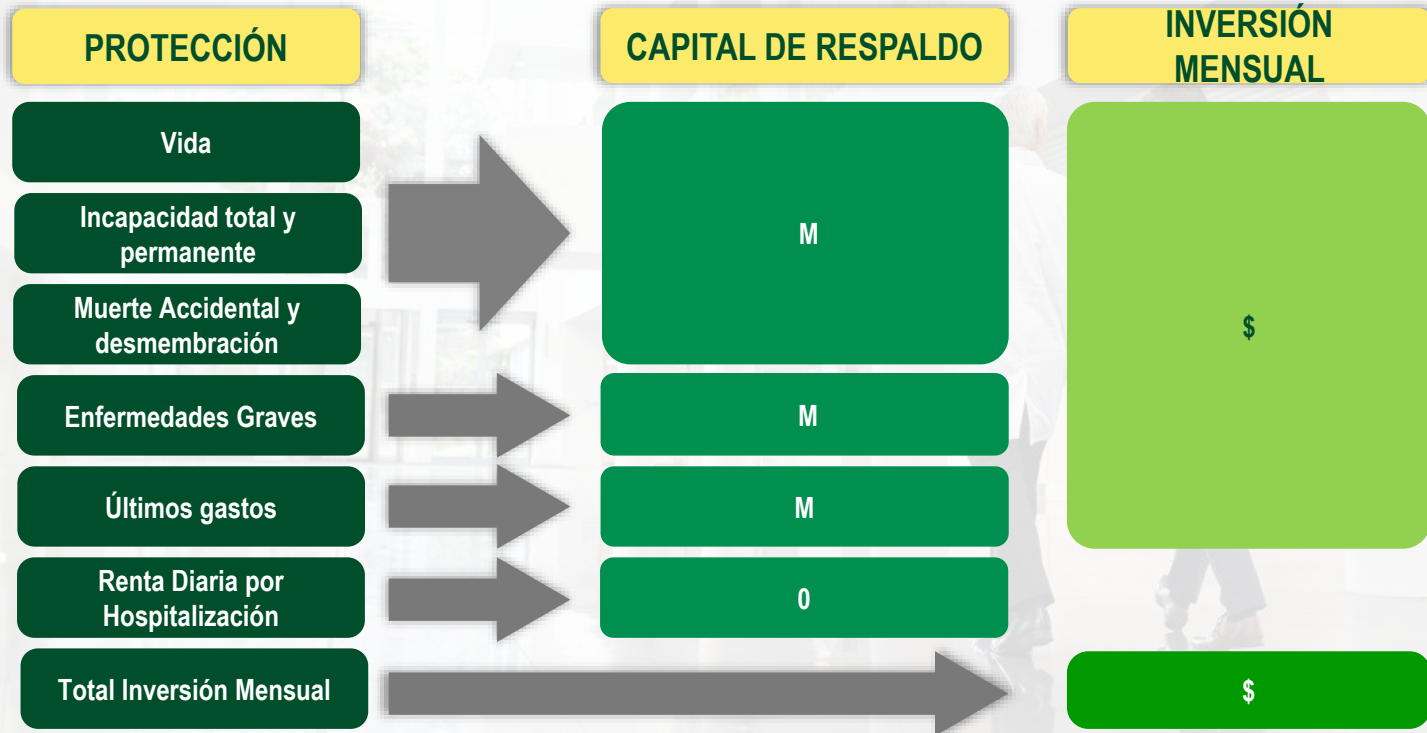 PROTECCIÓN
CAPITAL DE RESPALDO
INVERSIÓN
MENSUAL
Vida
Incapacidad total y
permanente
Muerte Accidental y
desmembración
M
$
Enfermedades Graves
M
Últimos gastos
M
Renta Diaria por
Hospitalización
0
Total Inversión Mensual
$